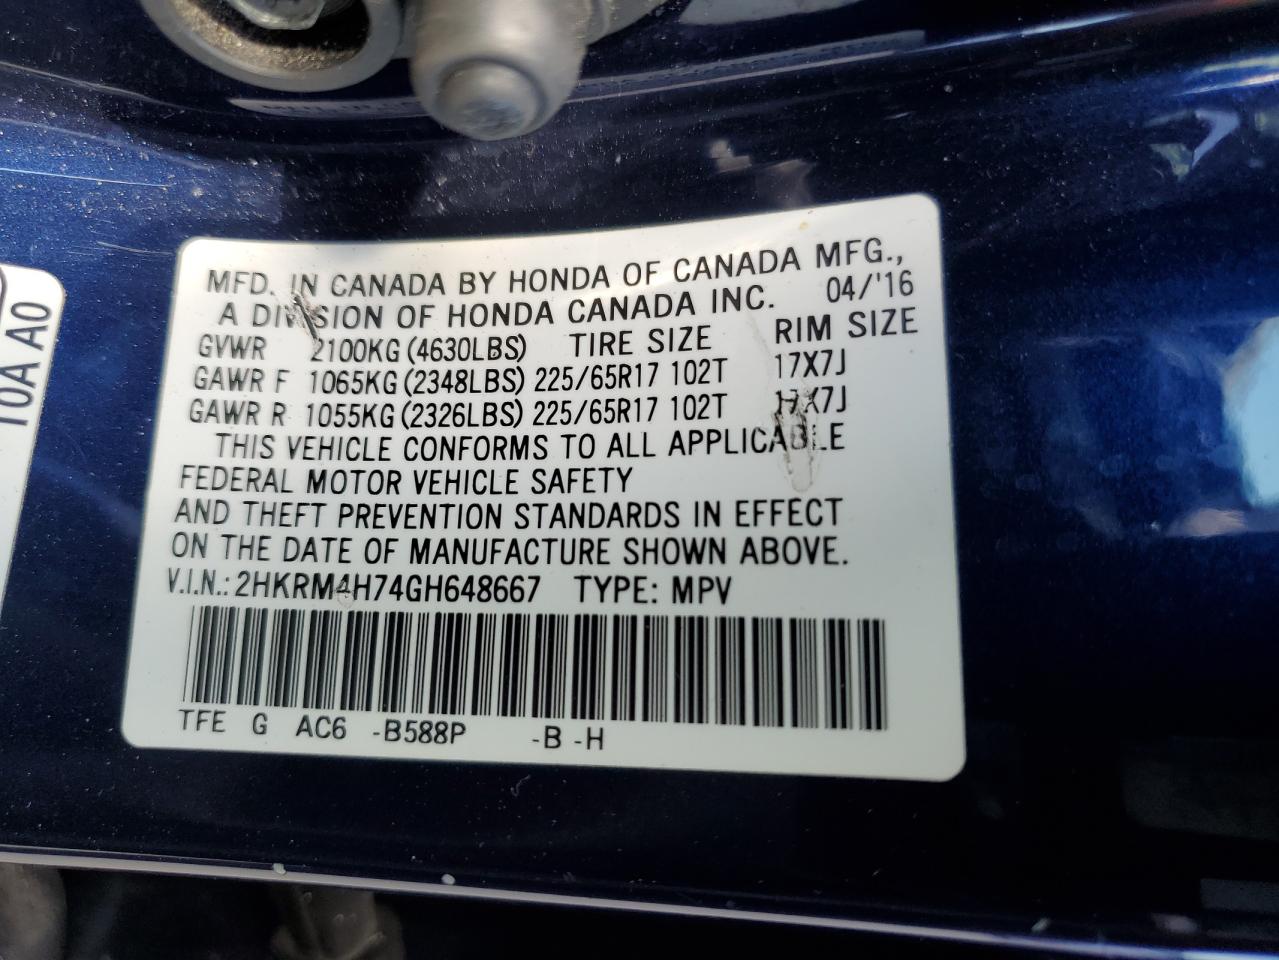 MFD. IN CANADA BY HONDA OF CANADA MFG.,
A DIVISION OF HONDA CANADA INC. 04/'16
GVWR 2100KG (4630LBS) TIRE SIZE RIM SIZE
GAWR F 1065KG (2348LBS) 225/65R17 102T 17X7J
GAWR R 1055KG (2326LBS) 225/65R17 102T 17X7J
THIS VEHICLE CONFORMS TO ALL APPLICABLE
FEDERAL MOTOR VEHICLE SAFETY
AND THEFT PREVENTION STANDARDS IN EFFECT
ON THE DATE OF MANUFACTURE SHOWN ABOVE.
V.I.N.: 2HKRM4H74GH648667 TYPE: MPV
TFE G AC6 -B588P -B -H
10A A0